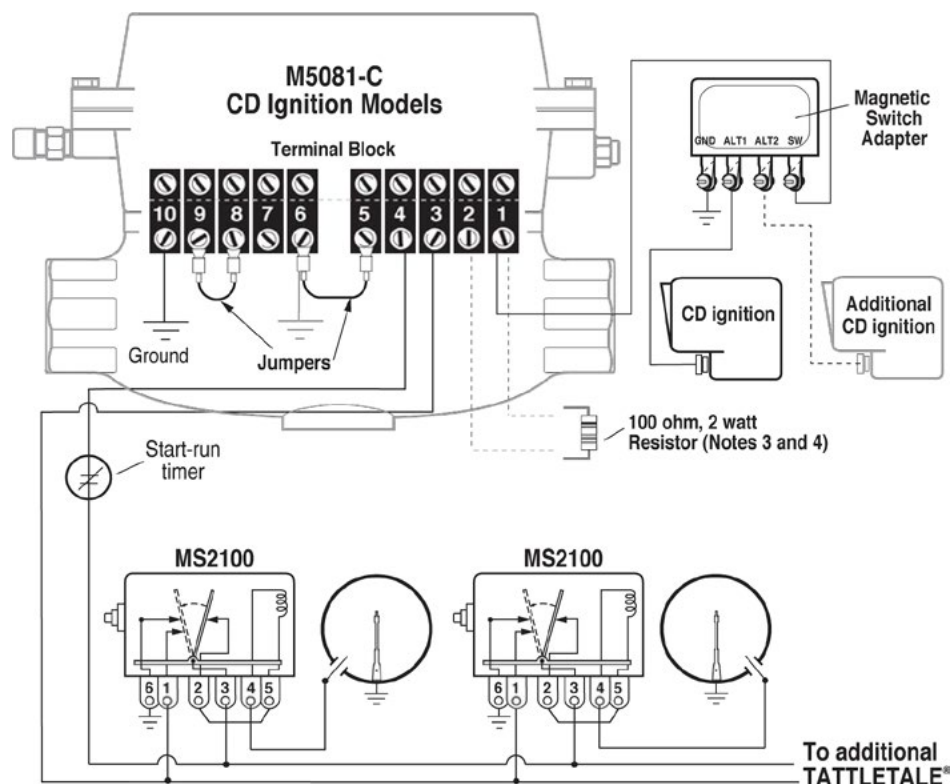 M5081-C
CD Ignition Models
Terminal Block
10 9 8 7 6 5 4 3 2 1
Ground
Jumpers
GND ALT1 ALT2 SW
Magnetic
Switch
Adapter
CD ignition
Additional
CD ignition
100 ohm, 2 watt
Resistor (Notes 3 and 4)
Start-run
timer
MS2100
6 1 2 3 4 5
MS2100
6 1 2 3 4 5
To additional
TATTLETALE®